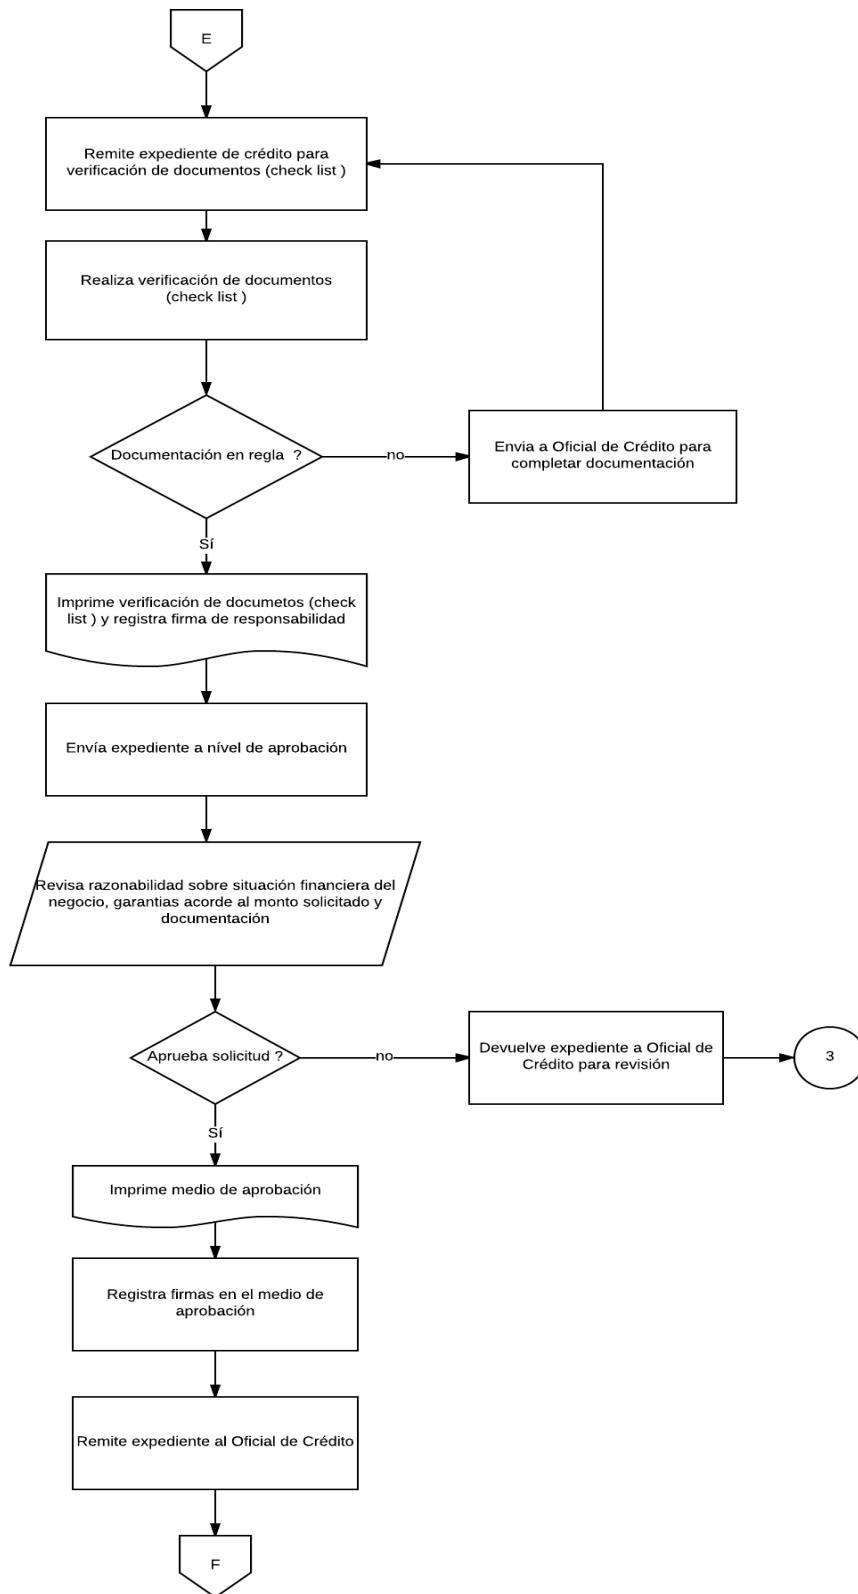 E
Remite expediente de crédito para
verificación de documentos (check list )
Realiza verificación de documentos
(check list )
Documentación en regla ?
no
Envia a Oficial de Crédito para
completar documentación
Sí
Imprime verificación de documetos (check
list ) y registra firma de responsabilidad
Envía expediente a nível de aprobación
Revisa razonabilidad sobre situación financiera del
negocio, garantias acorde al monto solicitado y
documentación
Aprueba solicitud ?
no
Devuelve expediente a Oficial de
Crédito para revisión
3
Sí
Imprime medio de aprobación
Registra firmas en el medio de
aprobación
Remite expediente al Oficial de Crédito
F